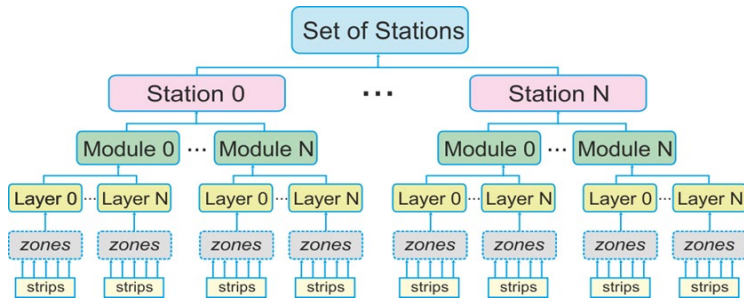 Set of Stations
Station 0 ... Station N
Module 0 ... Module N Module 0 ... Module N
Layer 0 ... Layer N Layer 0 ... Layer N Layer 0 ... Layer N Layer 0 ... Layer N
zones zones zones zones zones zones zones zones
strips strips strips strips strips strips strips strips